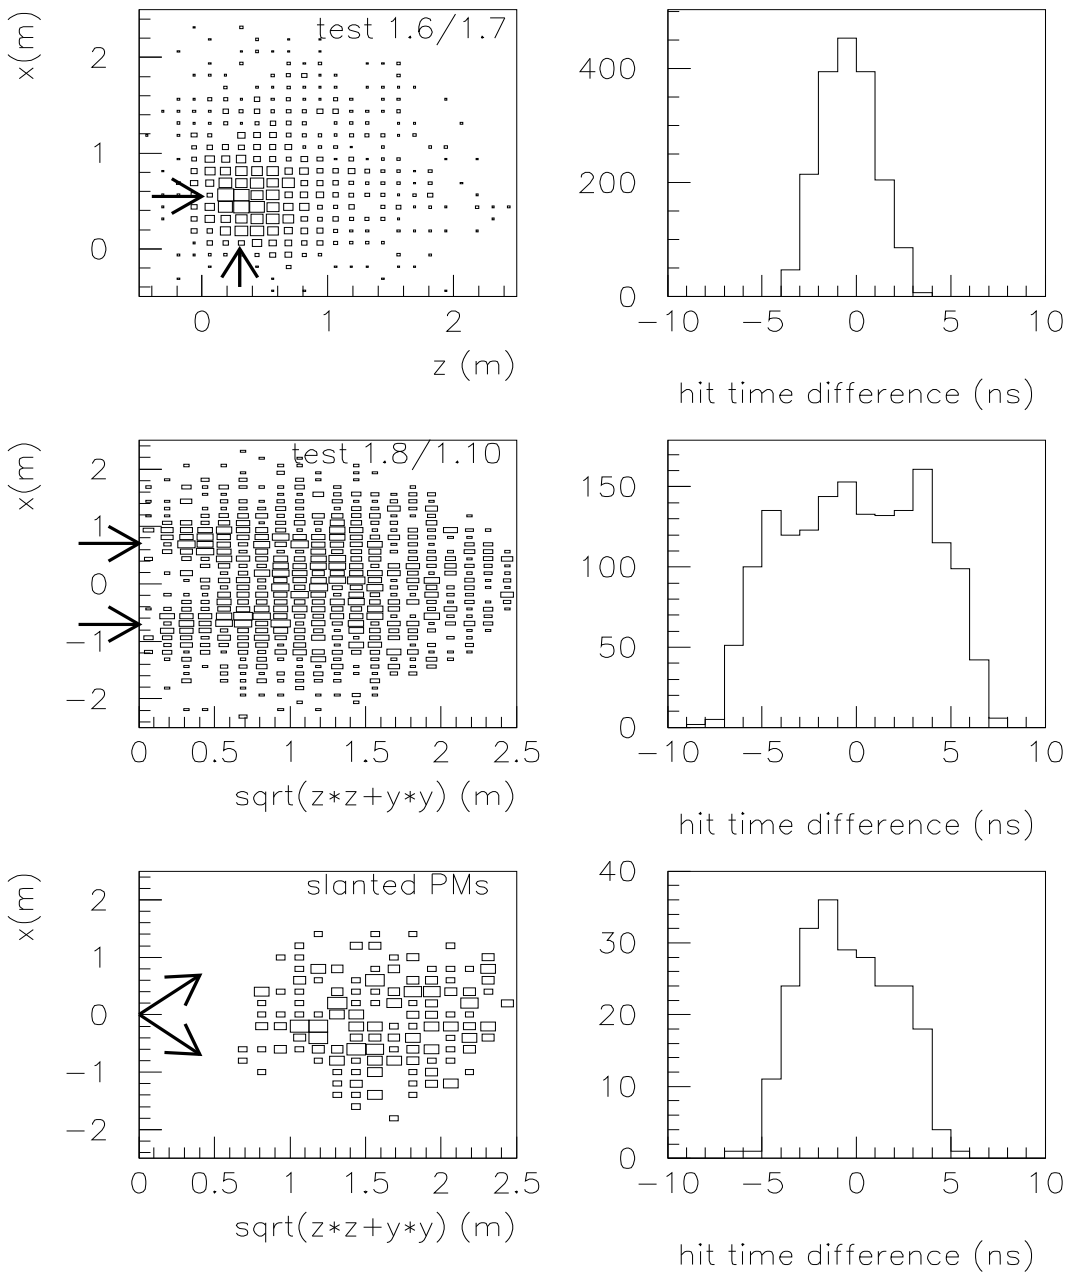 x(m)
test 1.6/1.7
2
1
0
0 1 2
z (m)
400
200
0
−10 −5 0 5 10
hit time difference (ns)
x(m)
test 1.8/1.10
2
1
0
−1
−2
0 0.5 1 1.5 2 2.5
sqrt(z*z+y*y) (m)
150
100
50
0
−10 −5 0 5 10
hit time difference (ns)
x(m)
slanted PMs
2
1
0
−1
−2
0 0.5 1 1.5 2 2.5
sqrt(z*z+y*y) (m)
40
30
20
10
0
−10 −5 0 5 10
hit time difference (ns)